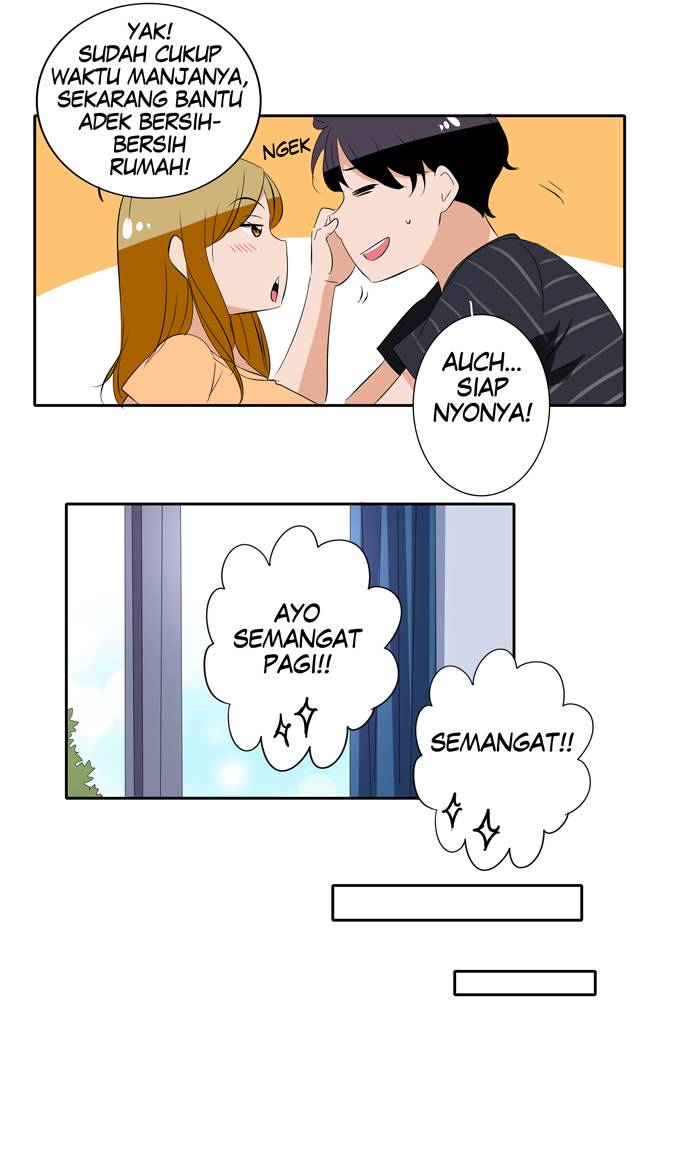 YAK!
SUDAH CUKUP
WAKTU MANJANYA,
SEKARANG BANTU
ADEK BERSIH-
BERSIH
RUMAH!
NGEK
AUCH...
SIAP
NYONYA!
AYO
SEMANGAT
PAGI!!
SEMANGAT!!